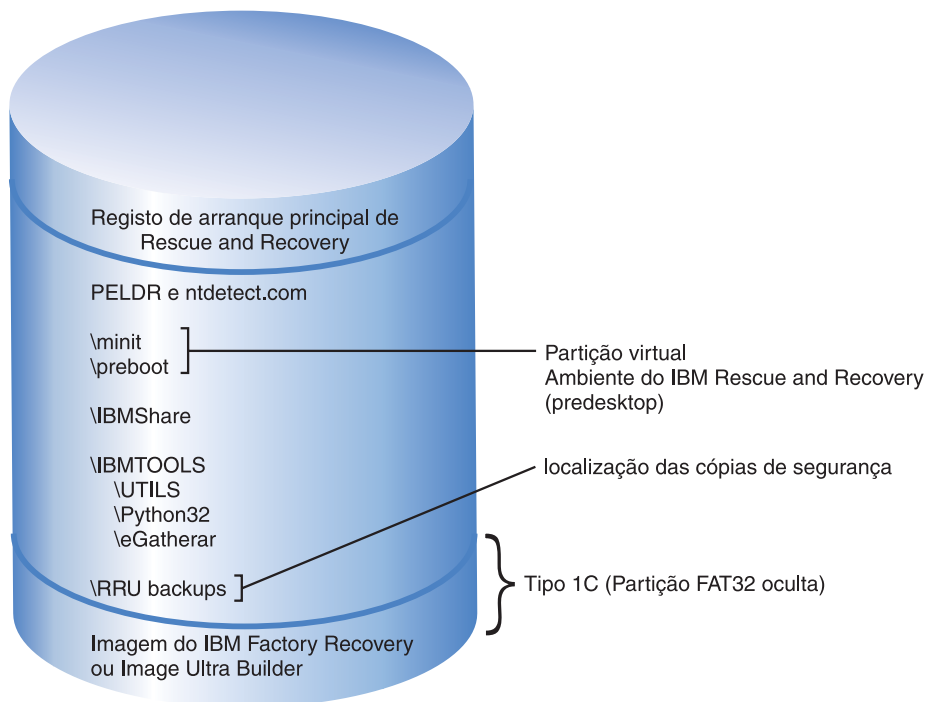 Registo de arranque principal de
Rescue and Recovery
PELDR e ntdetect.com
\minit
\preboot
Partição virtual
Ambiente do IBM Rescue and Recovery
(predesktop)
\IBMShare
\IBMTOOLS
\UTILS
\Python32
\eGatherar
localização das cópias de segurança
\RRU backups
Tipo 1C (Partição FAT32 oculta)
Imagem do IBM Factory Recovery
ou Image Ultra Builder